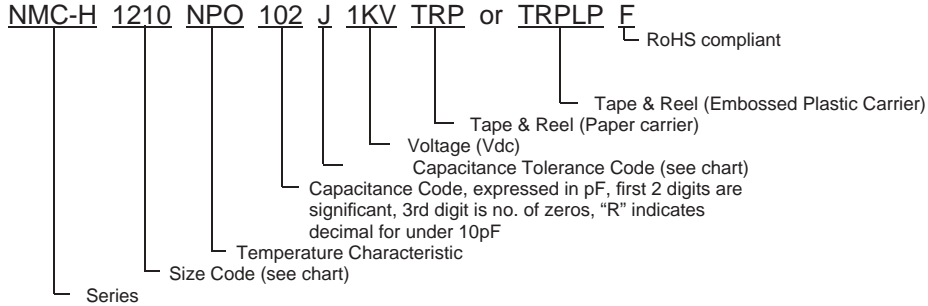 NMC-H 1210 NPO 102 J 1KV TRP or TRPLP F
RoHS compliant
Tape & Reel (Embossed Plastic Carrier)
Tape & Reel (Paper carrier)
Voltage (Vdc)
Capacitance Tolerance Code (see chart)
Capacitance Code, expressed in pF, first 2 digits are
significant, 3rd digit is no. of zeros, “R” indicates
decimal for under 10pF
Temperature Characteristic
Size Code (see chart)
Series